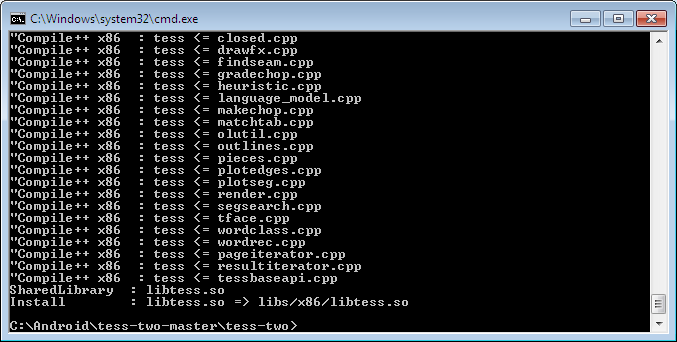 C:\Windows\system32\cmd.exe
"Compile++ x86  : tess <= closed.cpp
"Compile++ x86  : tess <= drawfx.cpp
"Compile++ x86  : tess <= findseam.cpp
"Compile++ x86  : tess <= gradechop.cpp
"Compile++ x86  : tess <= heuristic.cpp
"Compile++ x86  : tess <= language_model.cpp
"Compile++ x86  : tess <= makechop.cpp
"Compile++ x86  : tess <= matchtab.cpp
"Compile++ x86  : tess <= olutil.cpp
"Compile++ x86  : tess <= outlines.cpp
"Compile++ x86  : tess <= pieces.cpp
"Compile++ x86  : tess <= plotedges.cpp
"Compile++ x86  : tess <= plotseg.cpp
"Compile++ x86  : tess <= render.cpp
"Compile++ x86  : tess <= segsearch.cpp
"Compile++ x86  : tess <= tface.cpp
"Compile++ x86  : tess <= wordclass.cpp
"Compile++ x86  : tess <= wordrec.cpp
"Compile++ x86  : tess <= pageiterator.cpp
"Compile++ x86  : tess <= resultiterator.cpp
"Compile++ x86  : tess <= tessbaseapi.cpp
SharedLibrary  : libtess.so
Install        : libtess.so => libs/x86/libtess.so
C:\Android\tess-two-master\tess-two>